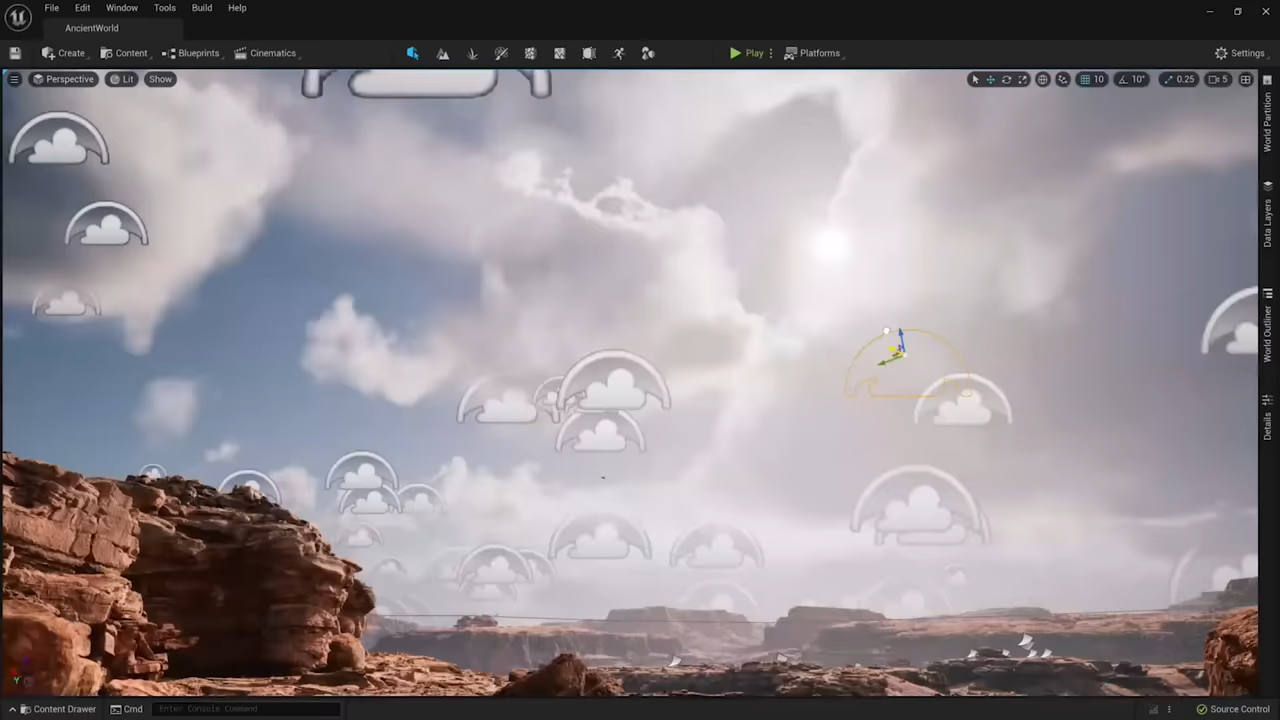 File Edit Window Tools Build Help
AncientWorld
Create Content Blueprints Cinematics Play Platforms Settings
Perspective Lit Show 10 10° 0.25 5
World Partition
Data Layers
World Outliner
Details
Y
Content Drawer Cmd Enter Console Command Source Control